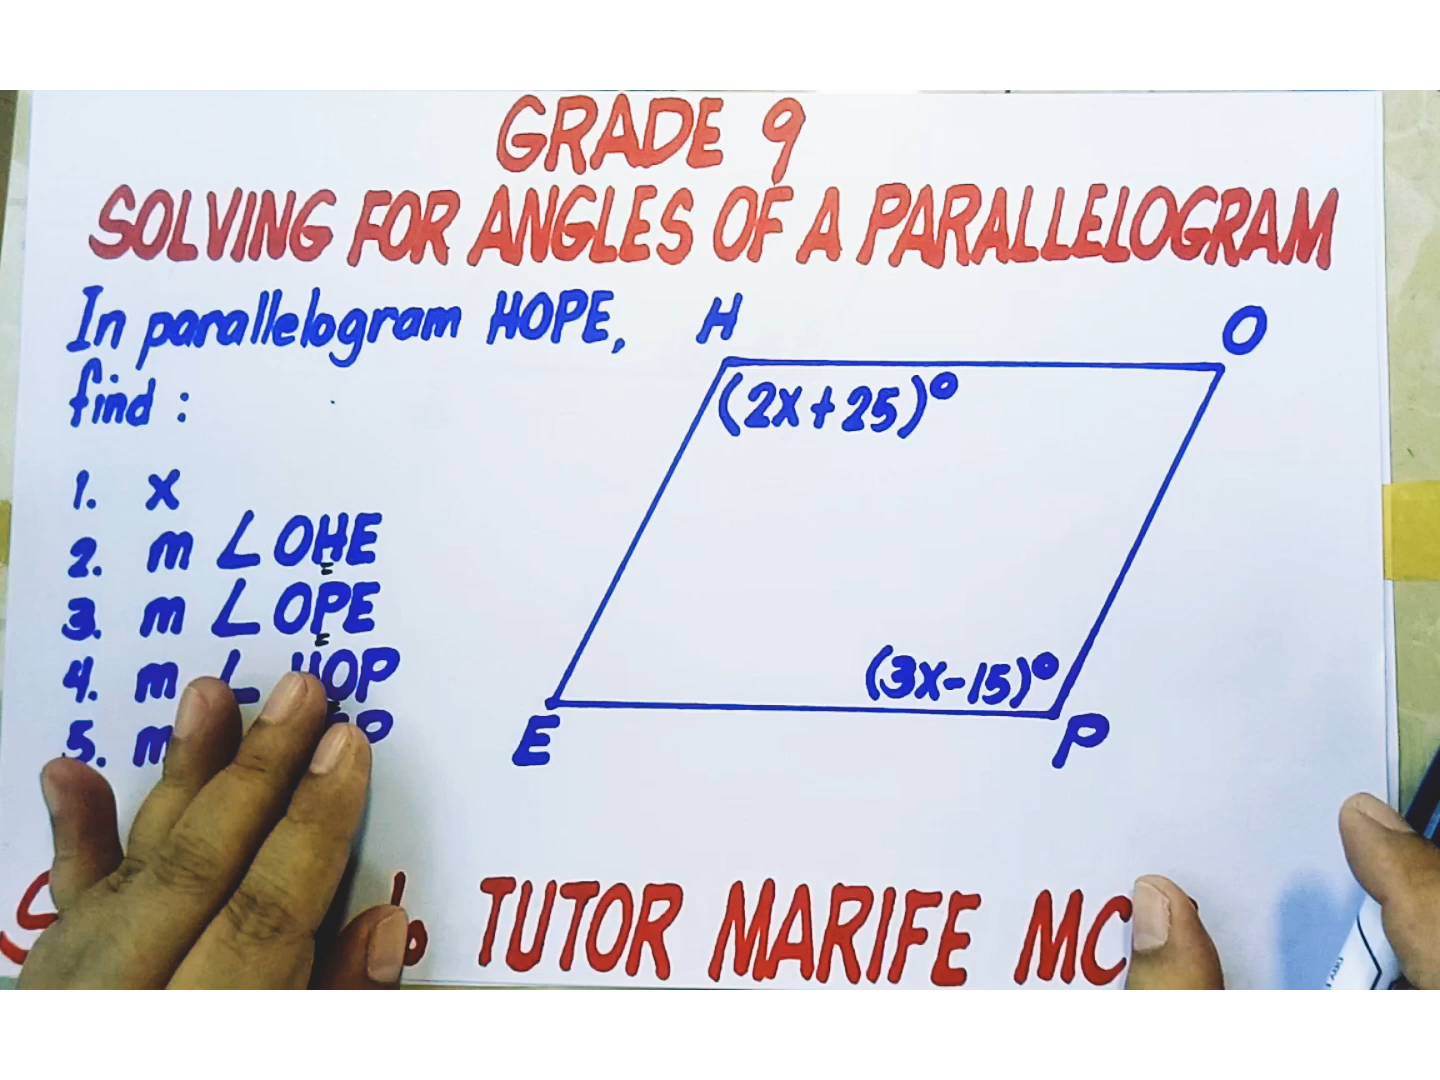 GRADE 9
SOLVING FOR ANGLES OF A PARALLELOGRAM
In parallelogram HOPE,
find :
1. x
2. m ∠ OHE
3. m ∠ OPE
4. m ∠ HOP
5. m P
H
O
(2x+25)°
(3x-15)°
E
P
TUTOR MARIFE MC